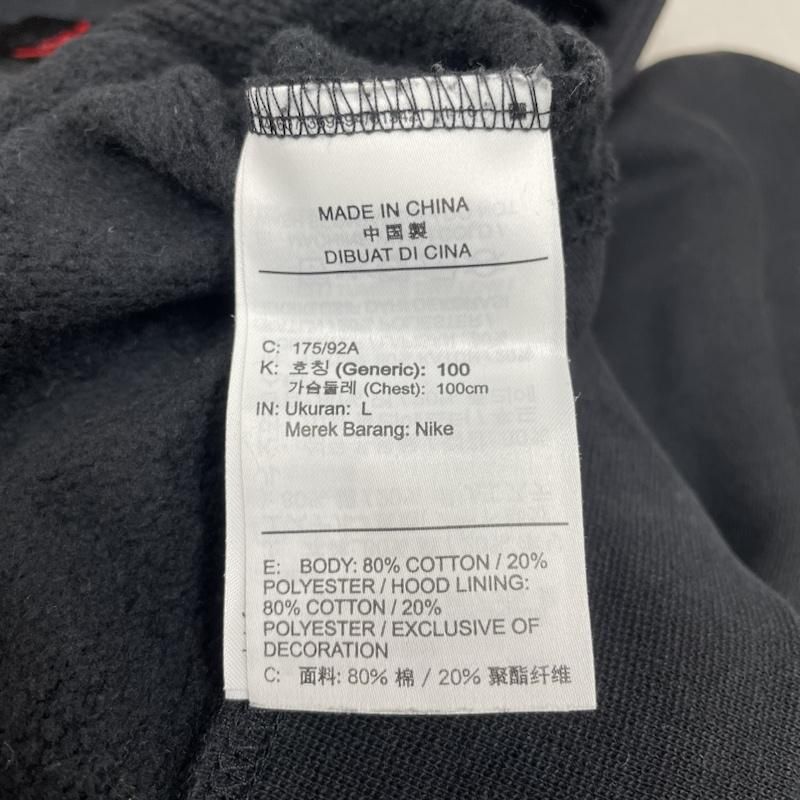 MADE IN CHINA
中国製
DIBUAT DI CINA
C: 175/92A
K: 호칭 (Generic): 100
가슴둘레 (Chest): 100cm
IN: Ukuran: L
Merek Barang: Nike
E: BODY: 80% COTTON / 20%
POLYESTER / HOOD LINING:
80% COTTON / 20%
POLYESTER / EXCLUSIVE OF
DECORATION
C: 面料: 80% 棉 / 20% 聚酯纤维